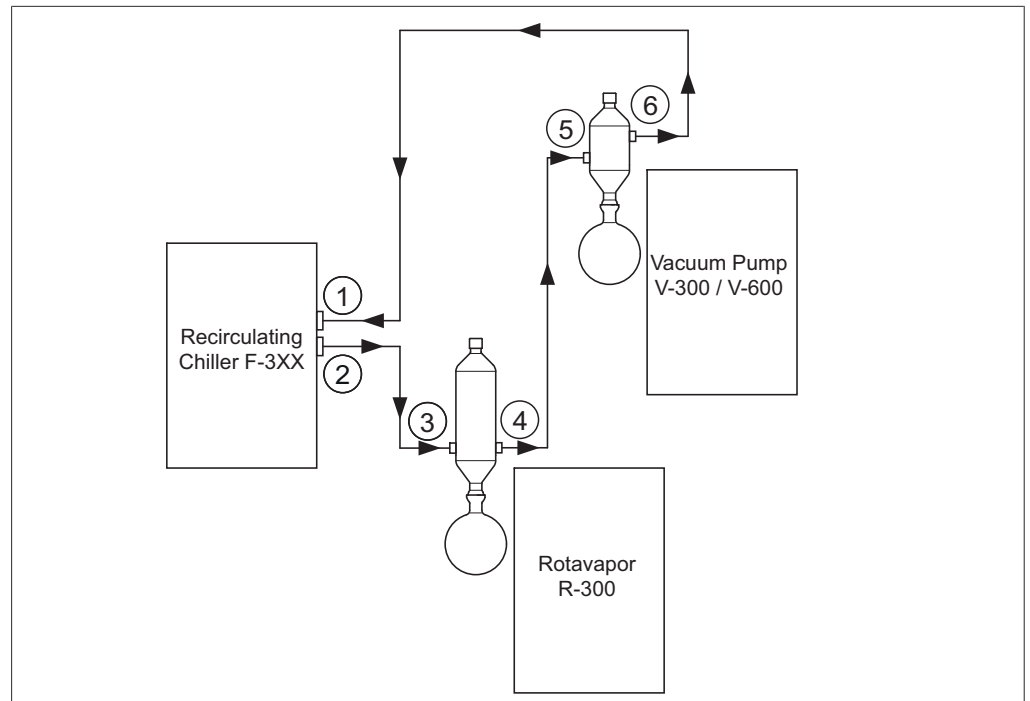 6
5
Vacuum Pump
V-300 / V-600
1
Recirculating
Chiller F-3XX
2
3
4
Rotavapor
R-300